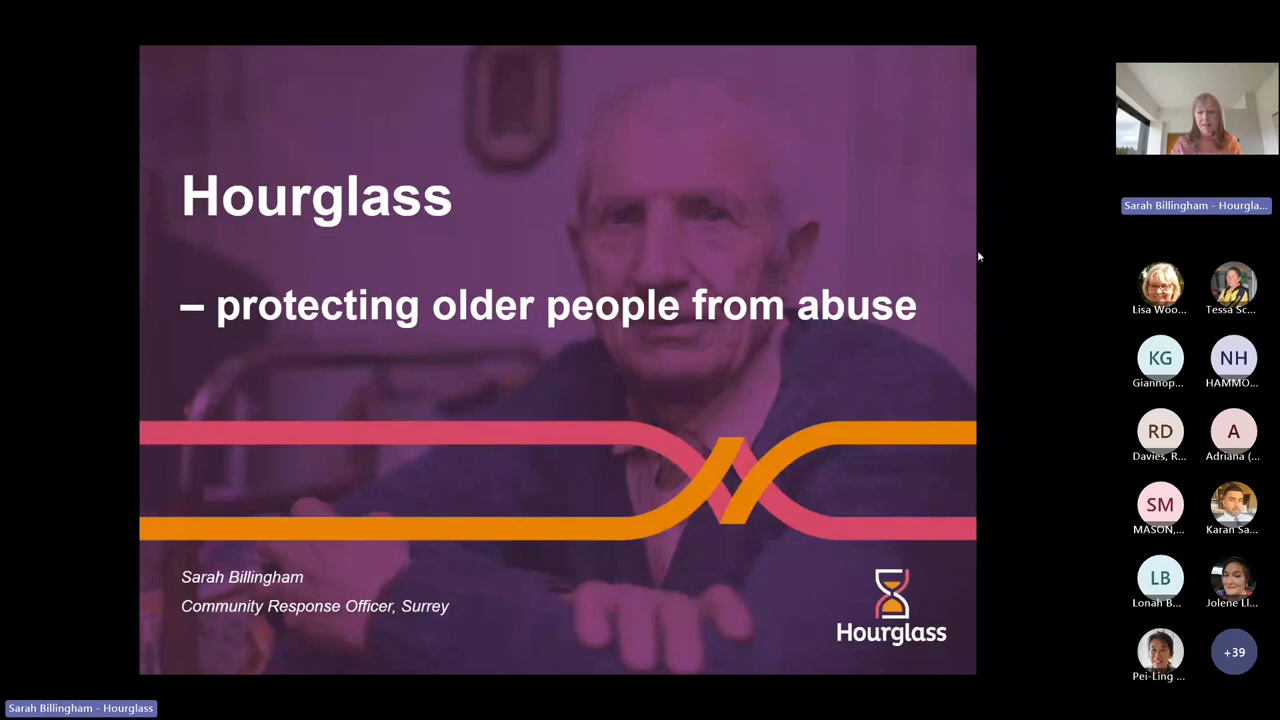 Hourglass
– protecting older people from abuse
Sarah Billingham
Community Response Officer, Surrey
Hourglass
Sarah Billingham - Hourgla...
Lisa Woo...
Tessa Sc...
KG
Giannop...
NH
HAMMO...
RD
Davies, R...
A
Adriana (...
SM
MASON,...
Karan Sa...
LB
Lonah B...
Jolene Ll...
Pei-Ling ...
+39
Sarah Billingham - Hourglass